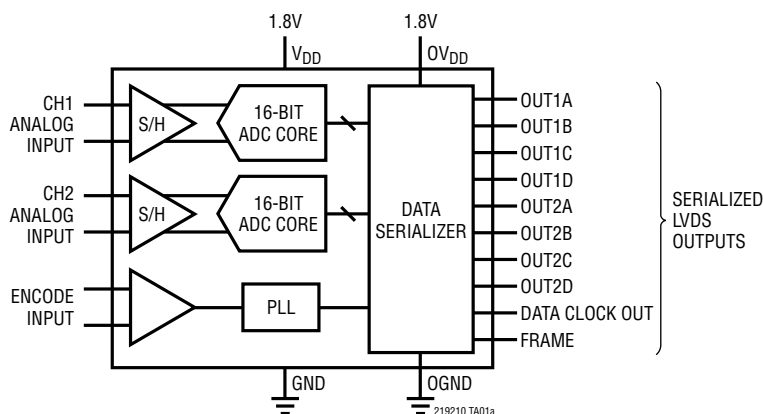 1.8V
1.8V
VDD
OVDD
CH1
ANALOG
INPUT
S/H
16-BIT
ADC CORE
CH2
ANALOG
INPUT
S/H
16-BIT
ADC CORE
ENCODE
INPUT
PLL
DATA
SERIALIZER
OUT1A
OUT1B
OUT1C
OUT1D
OUT2A
OUT2B
OUT2C
OUT2D
DATA CLOCK OUT
FRAME
SERIALIZED
LVDS
OUTPUTS
GND
OGND
219210 TA01a